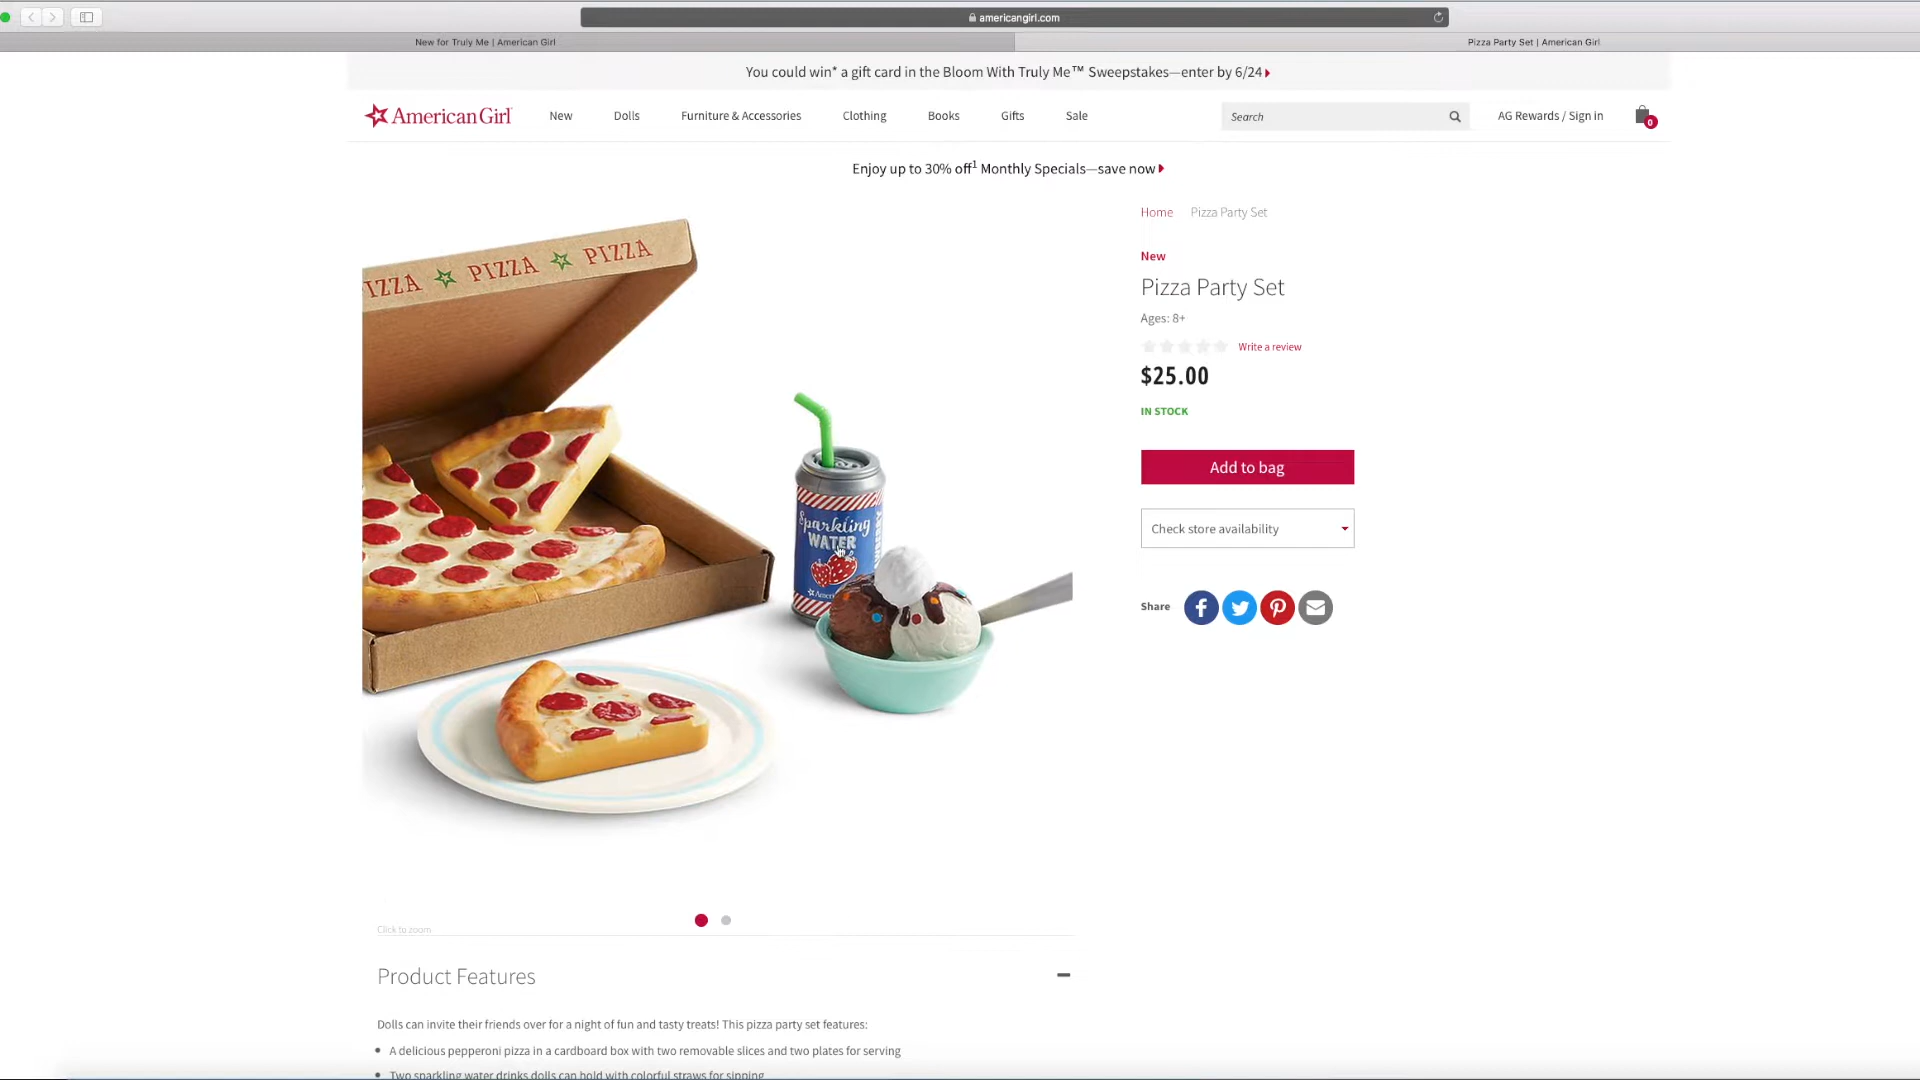 americangirl.com
New for Truly Me | American Girl
Pizza Party Set | American Girl
You could win* a gift card in the Bloom With Truly Me™ Sweepstakes—enter by 6/24
American Girl
New
Dolls
Furniture & Accessories
Clothing
Books
Gifts
Sale
Search
AG Rewards / Sign in
0
Enjoy up to 30% off¹ Monthly Specials—save now
Home
Pizza Party Set
New
Pizza Party Set
Ages: 8+
Write a review
$25.00
IN STOCK
Add to bag
Check store availability
Share
IZZA PIZZA PIZZA
Sparkling
WATER
Click to zoom
Product Features
Dolls can invite their friends over for a night of fun and tasty treats! This pizza party set features:
• A delicious pepperoni pizza in a cardboard box with two removable slices and two plates for serving
• Two sparkling water drinks dolls can hold with colorful straws for sipping